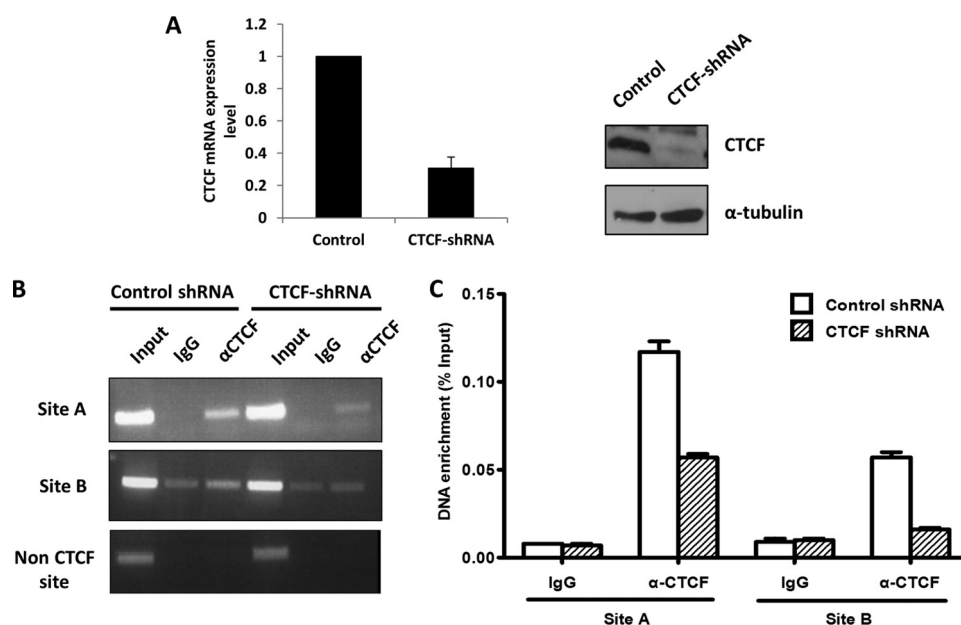 A
CTCF mRNA expression
level
1.2
1
0.8
0.6
0.4
0.2
0
Control
CTCF-shRNA
Control
CTCF-shRNA
CTCF
α-tubulin
B
Control shRNA
CTCF-shRNA
Input
IgG
αCTCF
Input
IgG
αCTCF
Site A
Site B
Non CTCF
site
C
DNA enrichment (% Input)
0.15
0.10
0.05
0.00
Control shRNA
CTCF shRNA
IgG
α-CTCF
IgG
α-CTCF
Site A
Site B